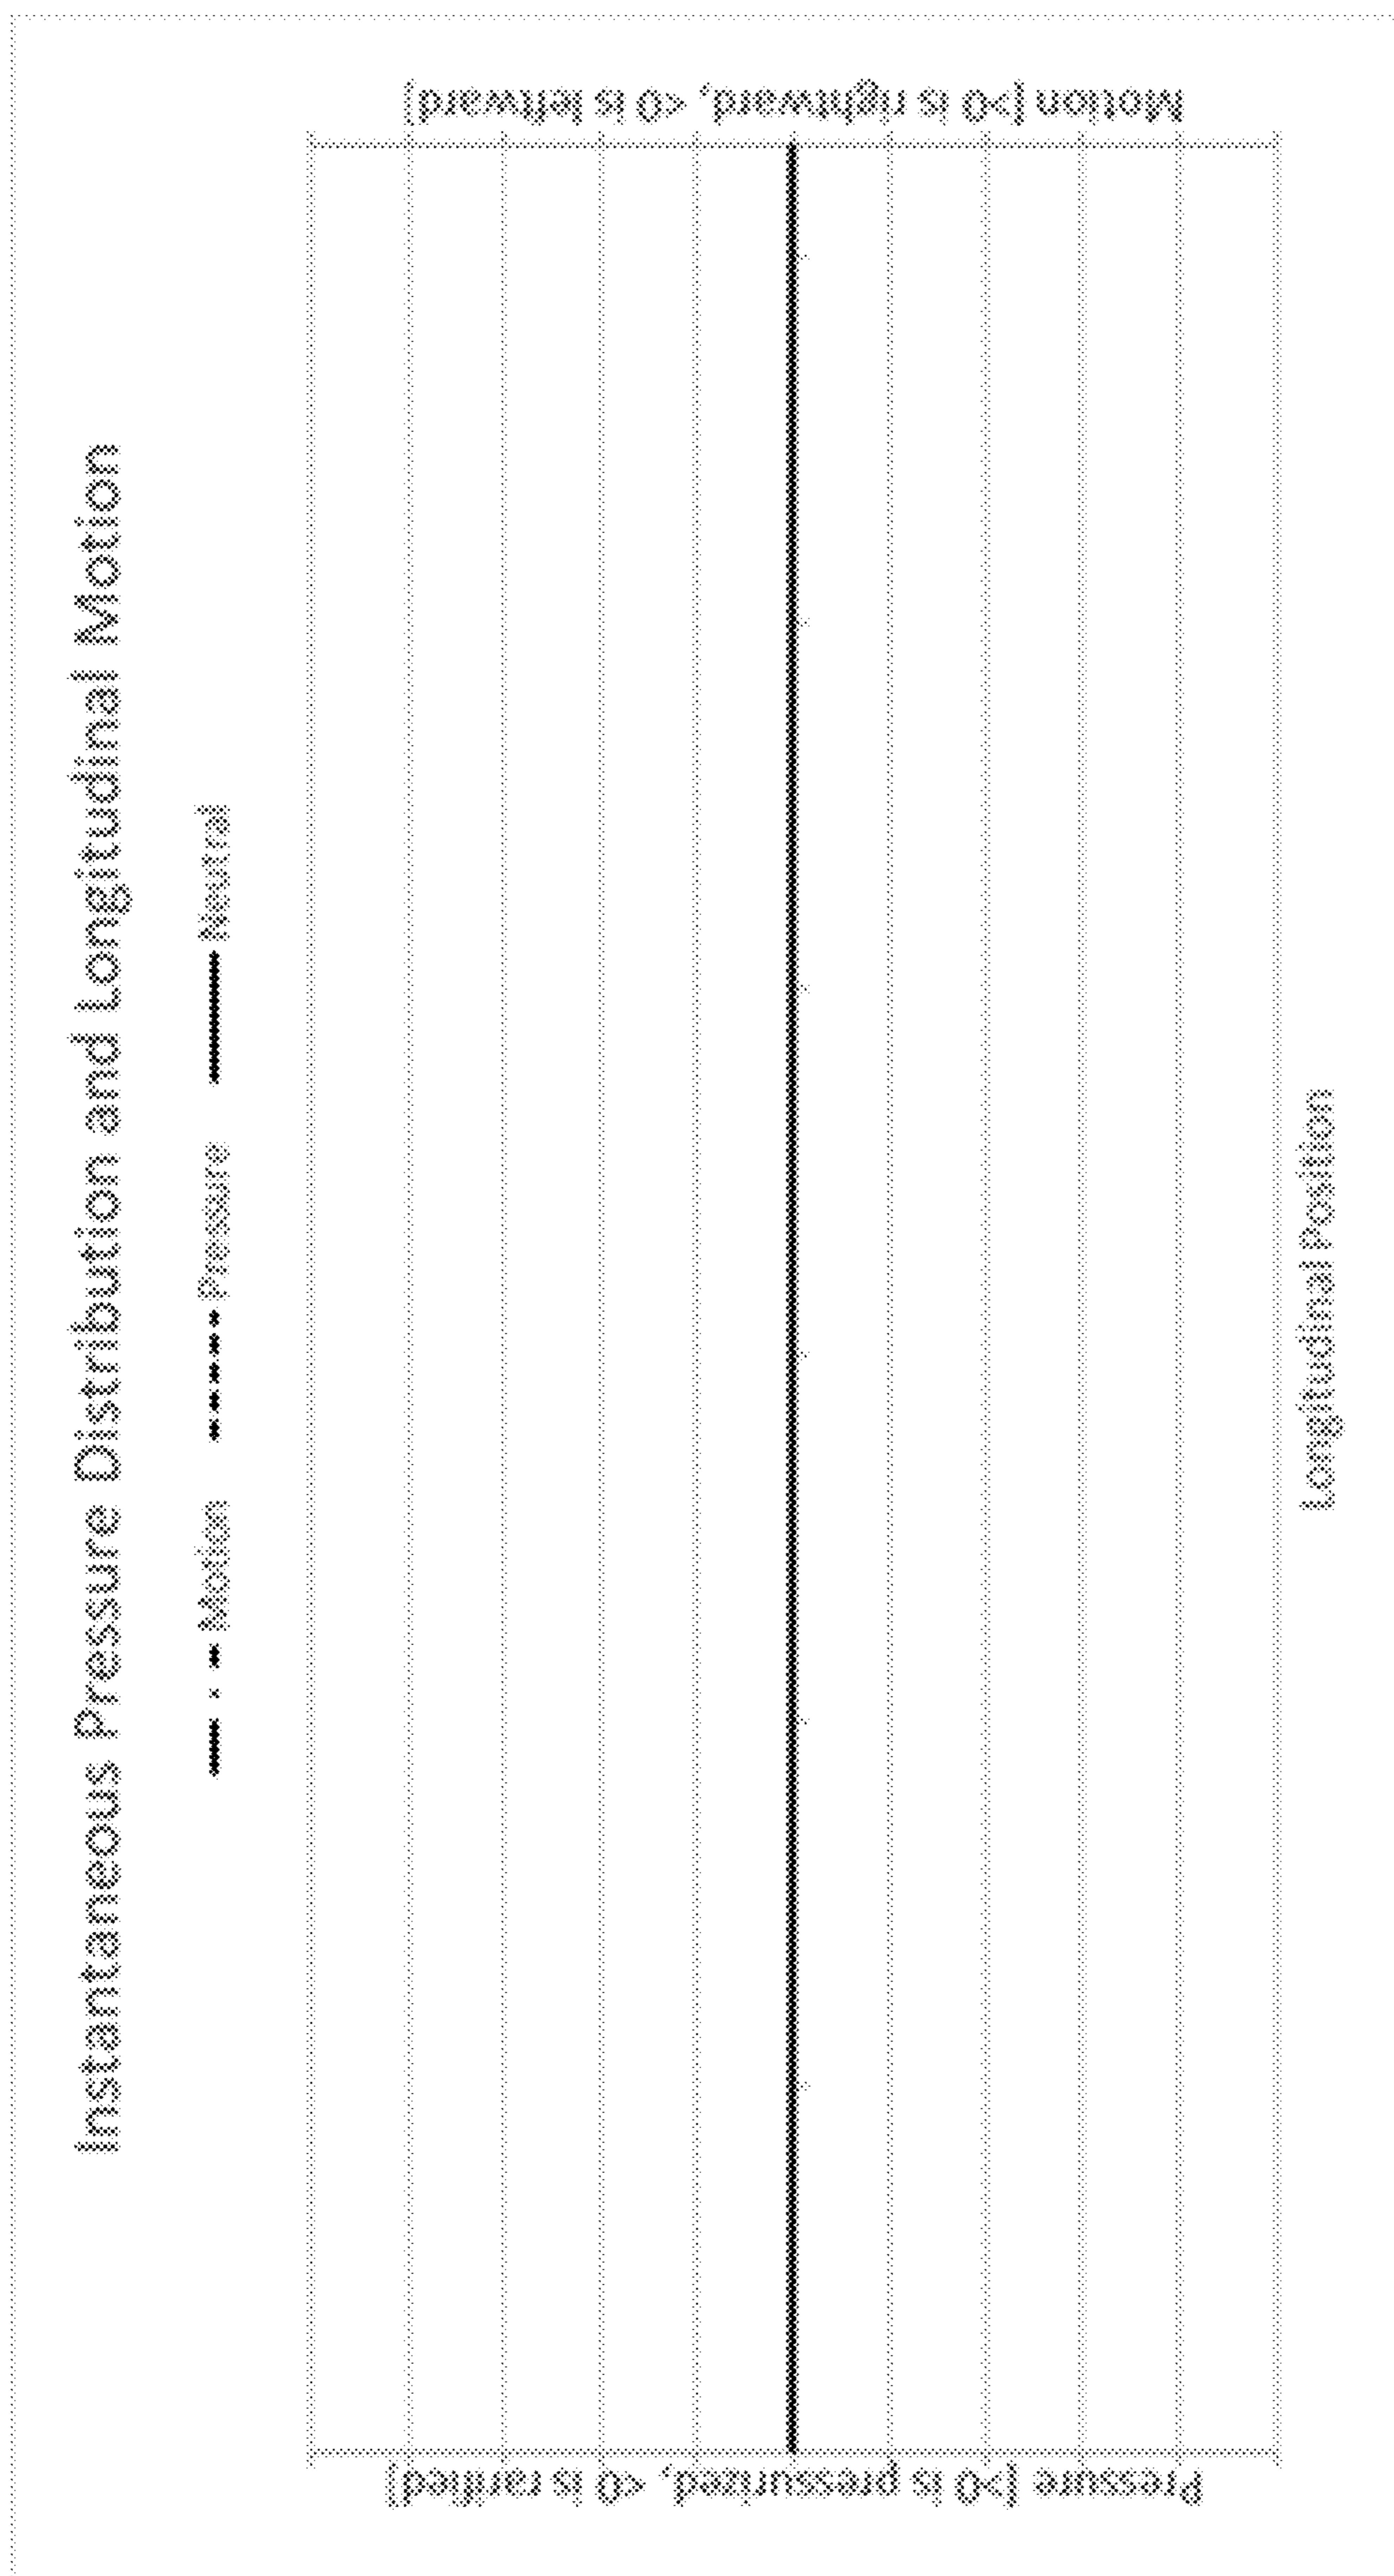 Instantaneous Pressure Distribution and Longitudinal Motion
Motion Pressure Neutral
Pressure [>0 is pressurized, <0 is rarified]
Motion [>0 is rightward, <0 is leftward]
Longitudinal Position